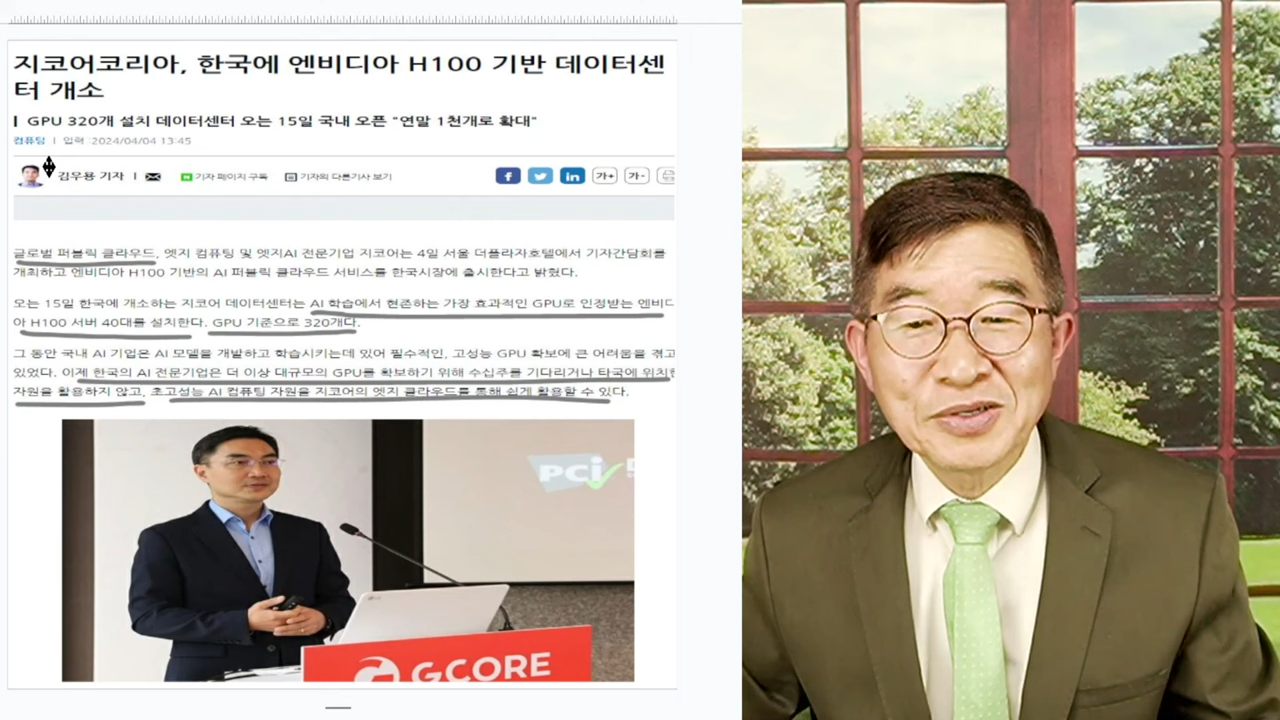 지코어코리아, 한국에 엔비디아 H100 기반 데이터센
터 개소
GPU 320개 설치 데이터센터 오는 15일 국내 오픈 "연말 1천개로 확대"
컴퓨팅 | 입력 :2024/04/04 13:45
김우용 기자 | 기자 페이지 구독 기자의 다른기사 보기
f in 가+ 가-
글로벌 퍼블릭 클라우드, 엣지 컴퓨팅 및 엣지AI 전문기업 지코어는 4일 서울 더플라자호텔에서 기자간담회를
개최하고 엔비디아 H100 기반의 AI 퍼블릭 클라우드 서비스를 한국시장에 출시한다고 밝혔다.
오는 15일 한국에 개소하는 지코어 데이터센터는 AI 학습에서 현존하는 가장 효과적인 GPU로 인정받는 엔비디
아 H100 서버 40대를 설치한다. GPU 기준으로 320개다.
그 동안 국내 AI 기업은 AI 모델을 개발하고 학습시키는데 있어 필수적인, 고성능 GPU 확보에 큰 어려움을 겪고
있었다. 이제 한국의 AI 전문기업은 더 이상 대규모의 GPU를 확보하기 위해 수십주를 기다리거나 타국에 위치한
자원을 활용하지 않고, 초고성능 AI 컴퓨팅 자원을 지코어의 엣지 클라우드를 통해 쉽게 활용할 수 있다.
PCi
GCORE